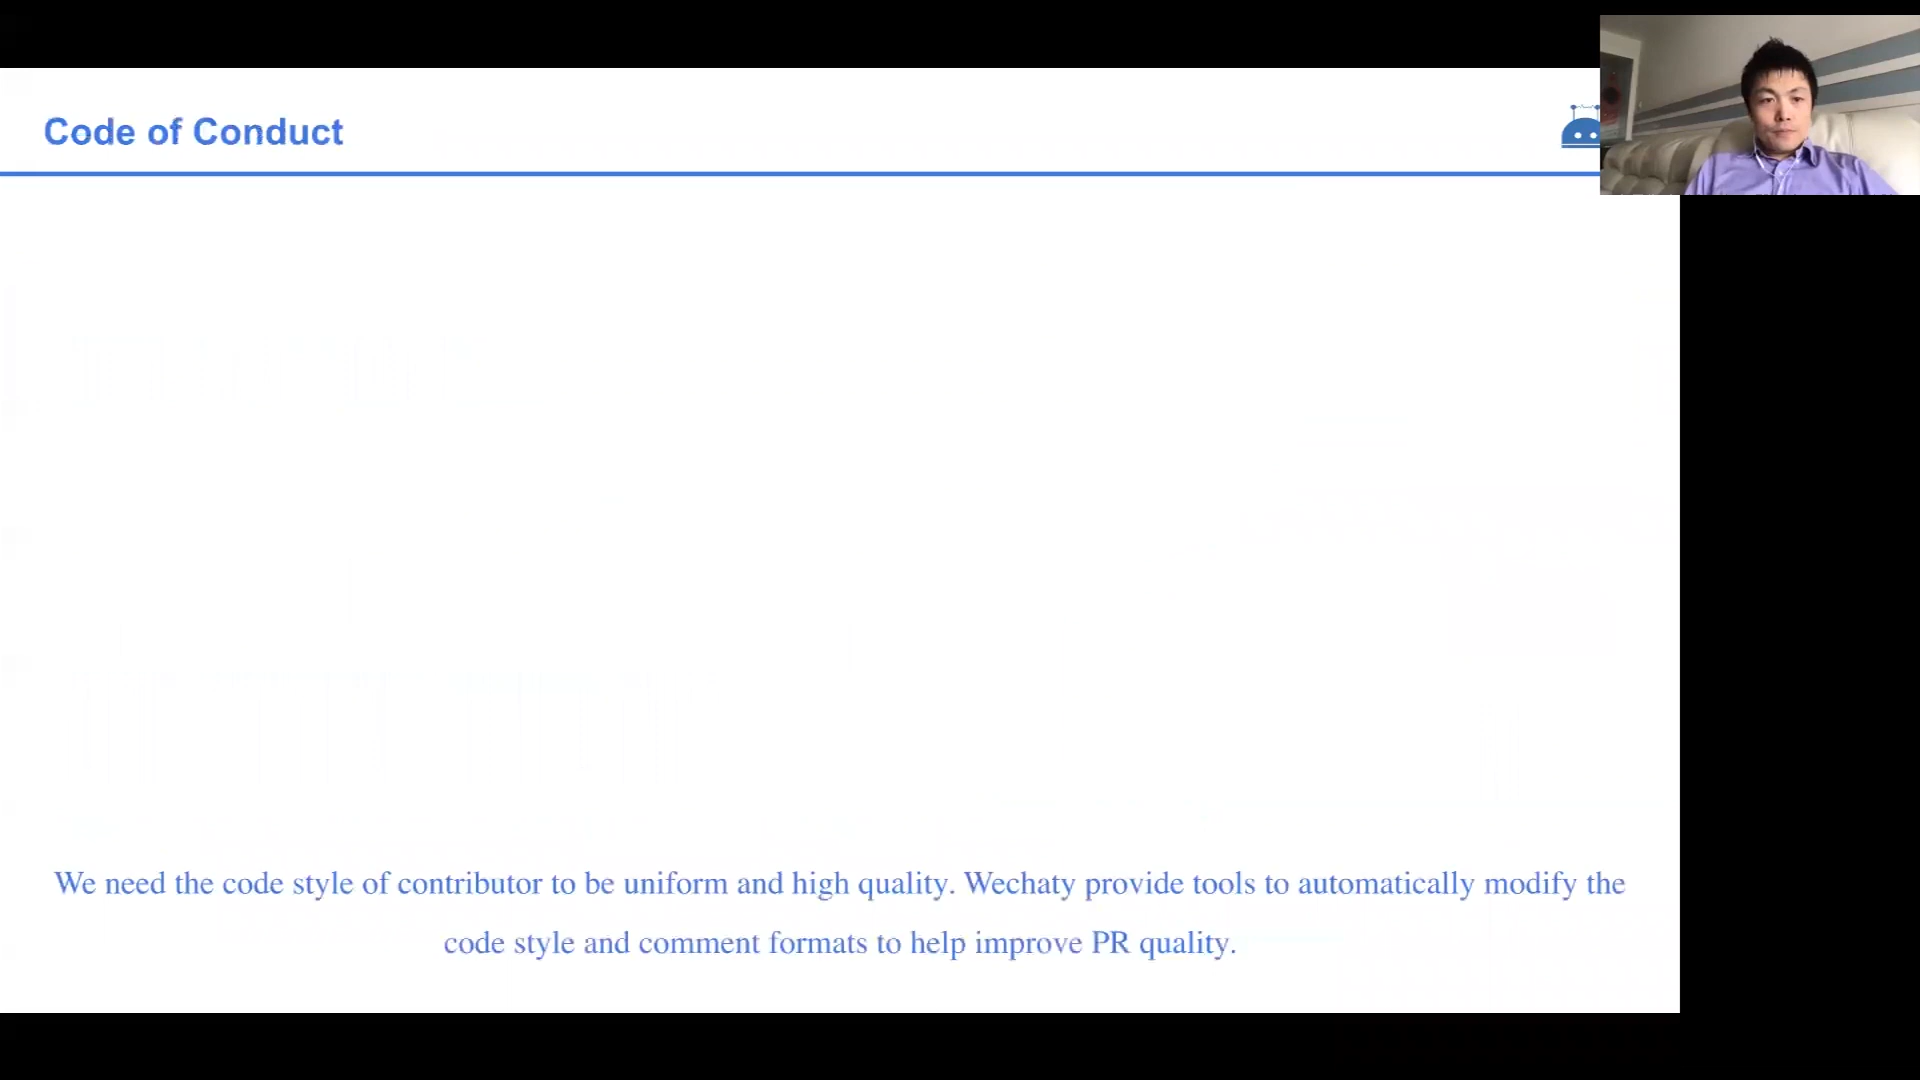 Code of Conduct
We need the code style of contributor to be uniform and high quality. Wechaty provide tools to automatically modify the
code style and comment formats to help improve PR quality.